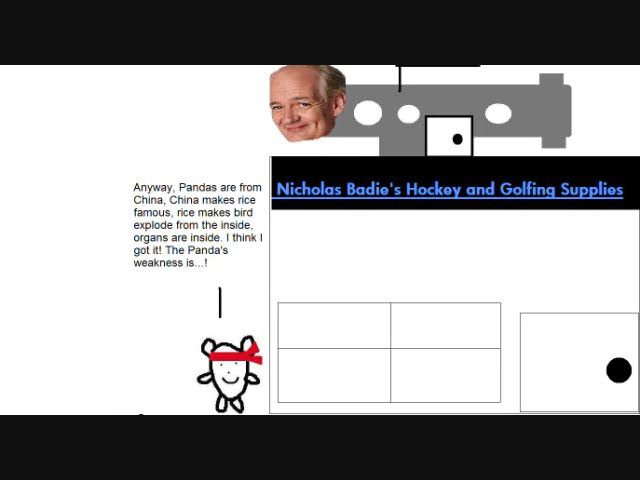 Nicholas Badie's Hockey and Golfing Supplies
Anyway, Pandas are from
China, China makes rice
famous, rice makes bird
explode from the inside,
organs are inside. I think I
got it! The Panda's
weakness is...!